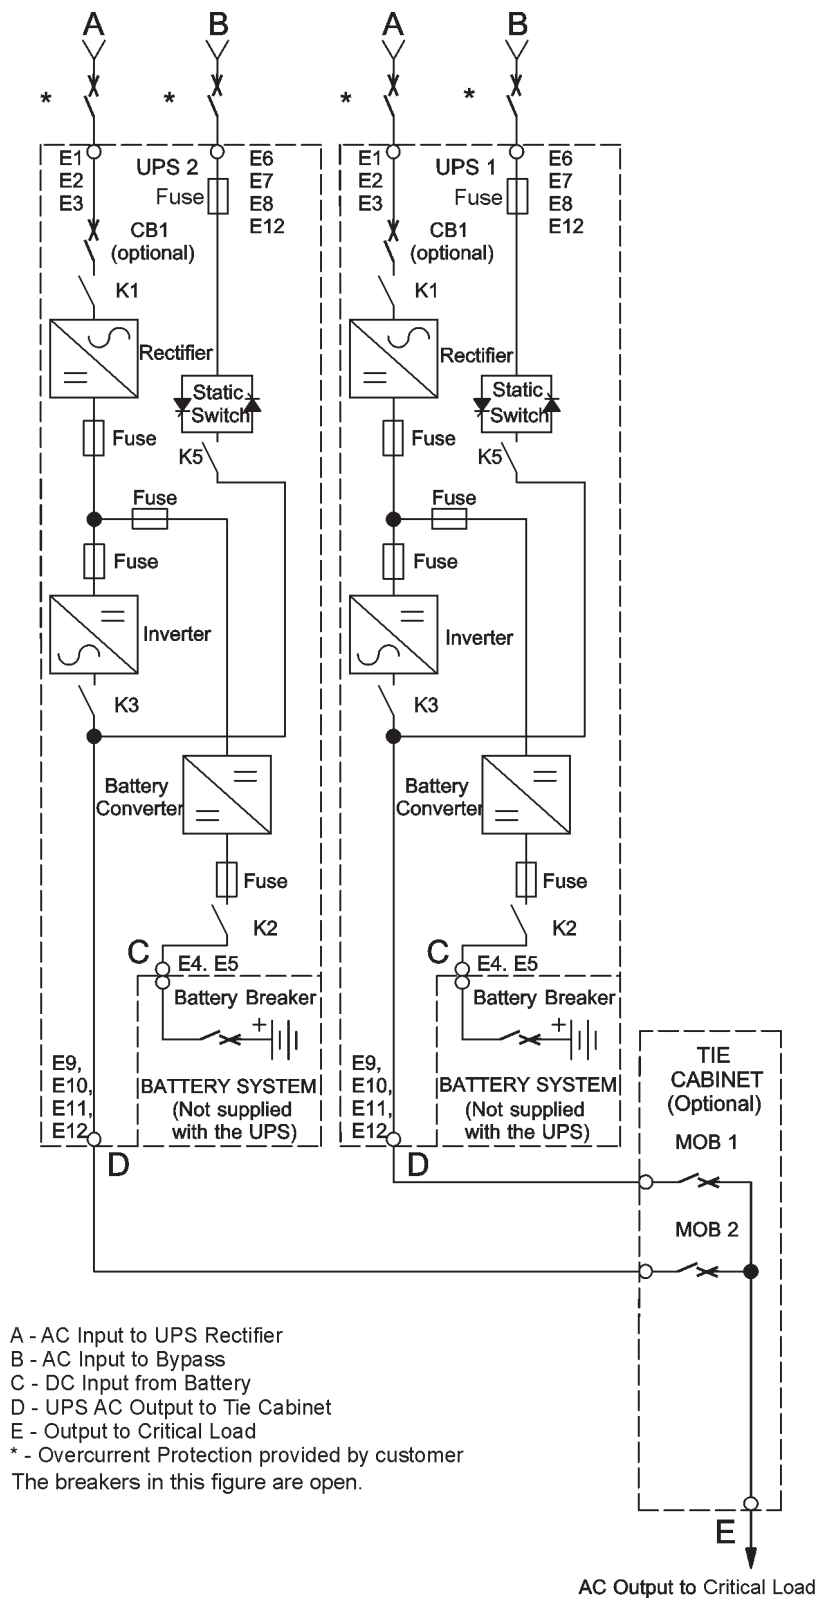 A
B
A
B
*
*
*
*
E1
E2
E3
UPS 2
Fuse
E6
E7
E8
E12
CB1
(optional)
K1
Rectifier
Static
Switch
Fuse
K5
Fuse
Fuse
Inverter
K3
Battery
Converter
Fuse
K2
C
E4. E5
Battery Breaker
+
E9,
E10,
E11,
E12
BATTERY SYSTEM
(Not supplied
with the UPS)
D
E1
E2
E3
UPS 1
Fuse
E6
E7
E8
E12
CB1
(optional)
K1
Rectifier
Static
Switch
Fuse
K5
Fuse
Fuse
Inverter
K3
Battery
Converter
Fuse
K2
C
E4. E5
Battery Breaker
+
E9,
E10,
E11,
E12
BATTERY SYSTEM
(Not supplied
with the UPS)
D
TIE
CABINET
(Optional)
MOB 1
MOB 2
A - AC Input to UPS Rectifier
B - AC Input to Bypass
C - DC Input from Battery
D - UPS AC Output to Tie Cabinet
E - Output to Critical Load
* - Overcurrent Protection provided by customer
The breakers in this figure are open.
E
AC Output to Critical Load